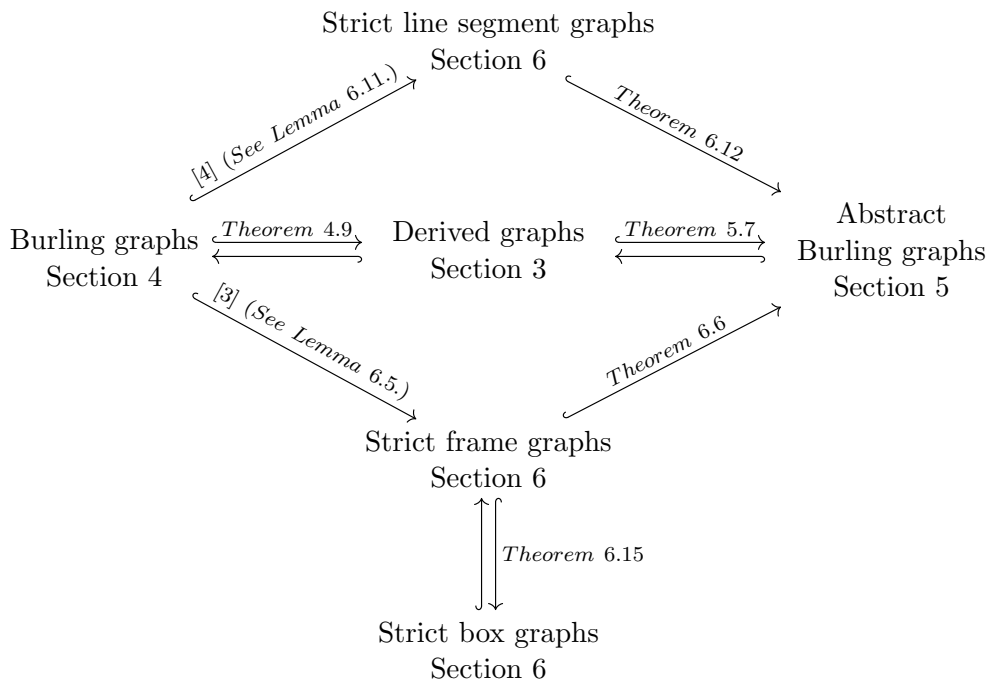 Strict line segment graphs
Section 6
[4] (See Lemma 6.11.)
Theorem 6.12
Burling graphs
Section 4
Theorem 4.9
Derived graphs
Section 3
Theorem 5.7
Abstract
Burling graphs
Section 5
[3] (See Lemma 6.5.)
Theorem 6.6
Strict frame graphs
Section 6
Theorem 6.15
Strict box graphs
Section 6